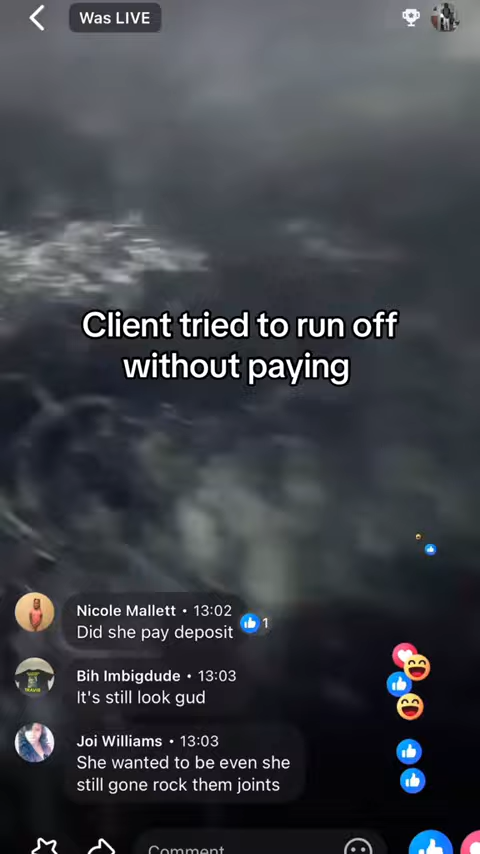 Was LIVE
Client tried to run off
without paying
Nicole Mallett • 13:02
Did she pay deposit
1
Bih Imbigdude • 13:03
It's still look gud
Joi Williams • 13:03
She wanted to be even she
still gone rock them joints
Comment